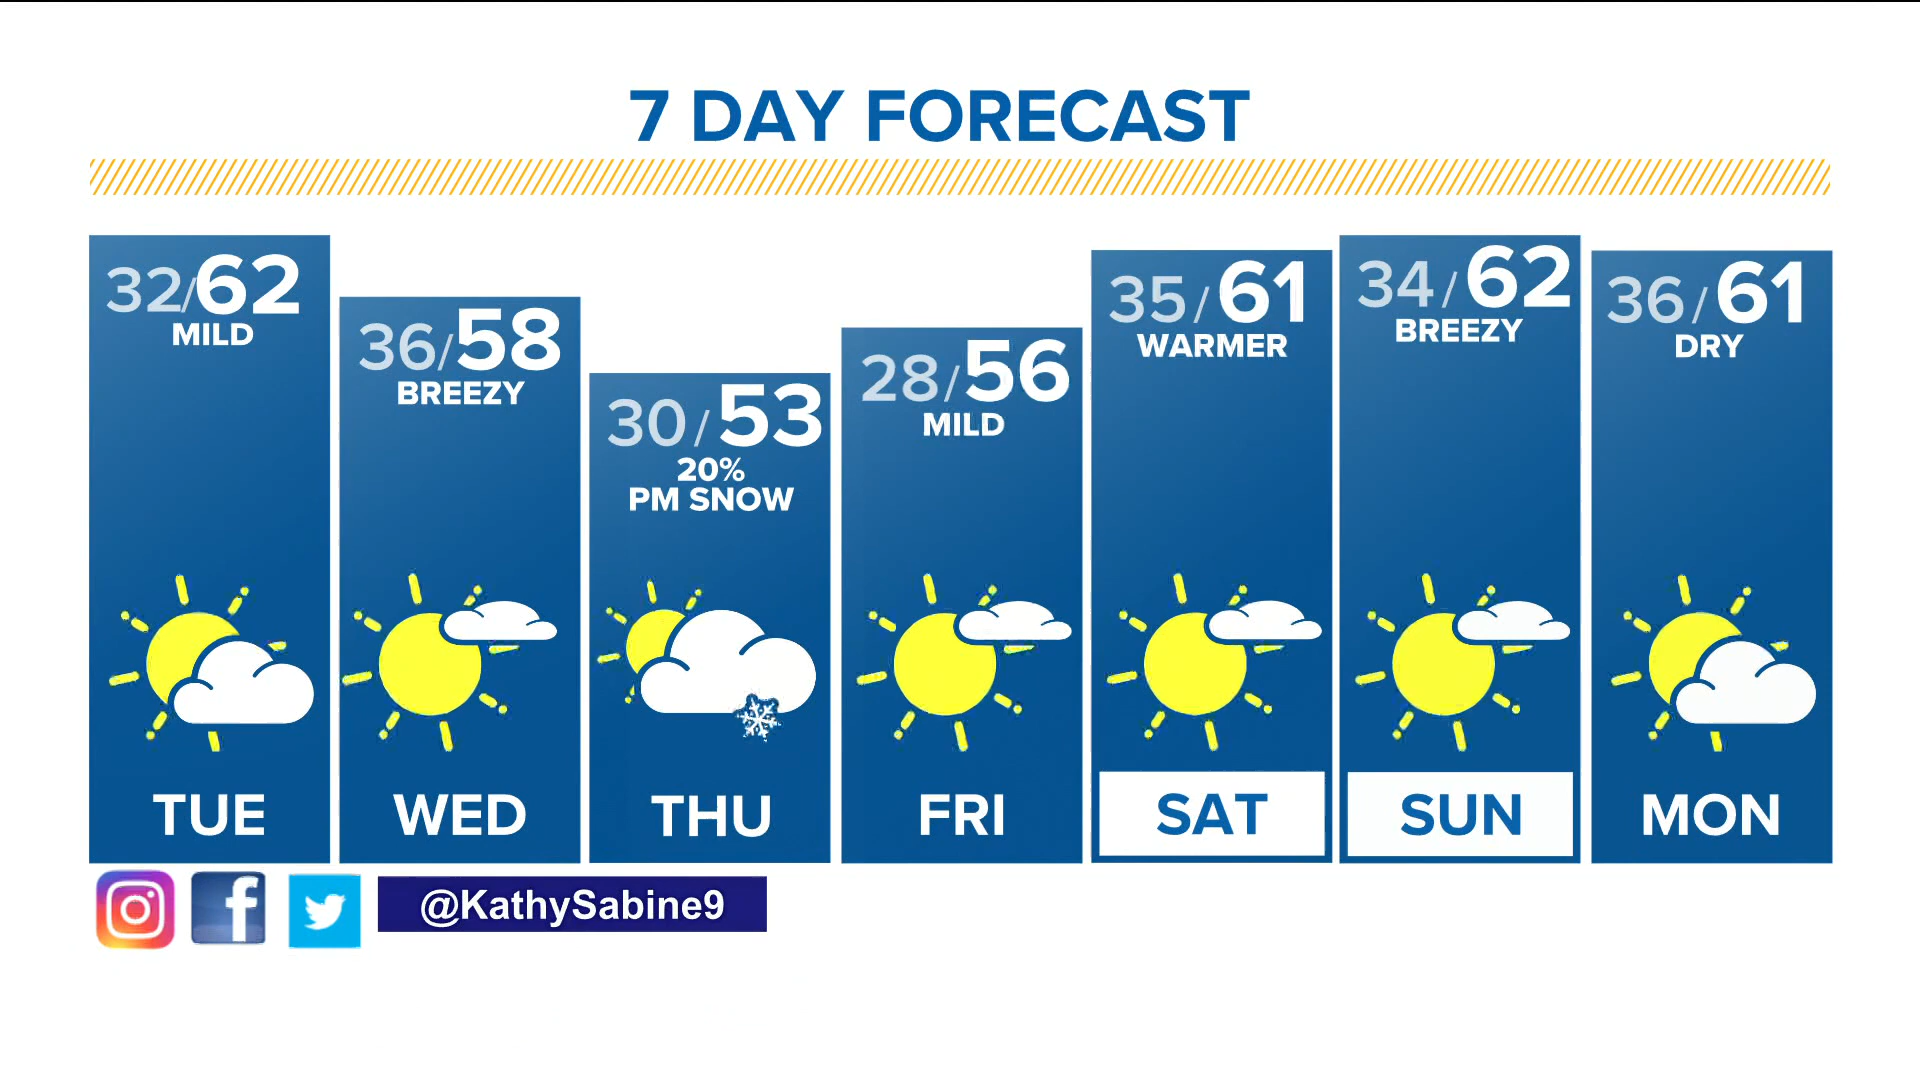 7 DAY FORECAST
32/62
MILD
TUE
36/58
BREEZY
WED
30/53
20%
PM SNOW
THU
28/56
MILD
FRI
35/61
WARMER
SAT
34/62
BREEZY
SUN
36/61
DRY
MON
@KathySabine9